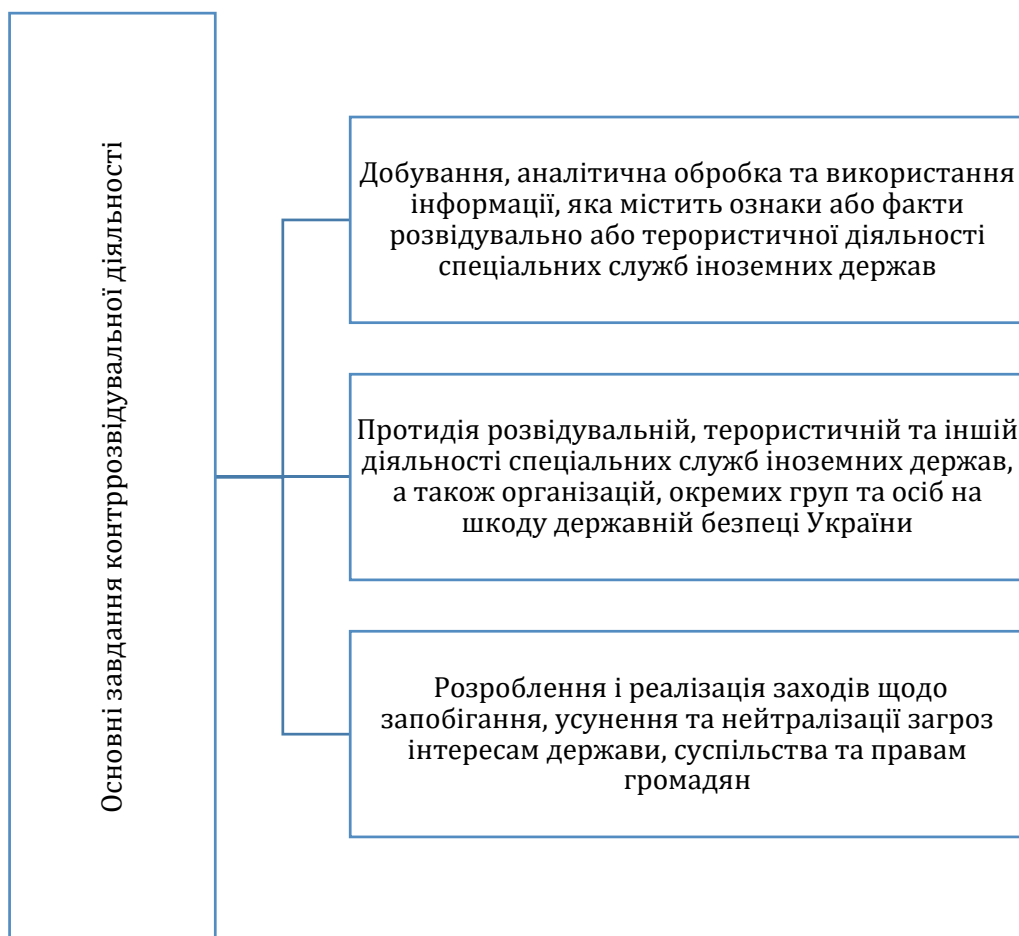 Основні завдання контррозвідувальної діяльності
Добування, аналітична обробка та використання
інформації, яка містить ознаки або факти
розвідувально або терористичної діяльності
спеціальних служб іноземних держав
Протидія розвідувальній, терористичній та іншій
діяльності спеціальних служб іноземних держав,
а також організацій, окремих груп та осіб на
шкоду державній безпеці України
Розроблення і реалізація заходів щодо
запобігання, усунення та нейтралізації загроз
інтересам держави, суспільства та правам
громадян